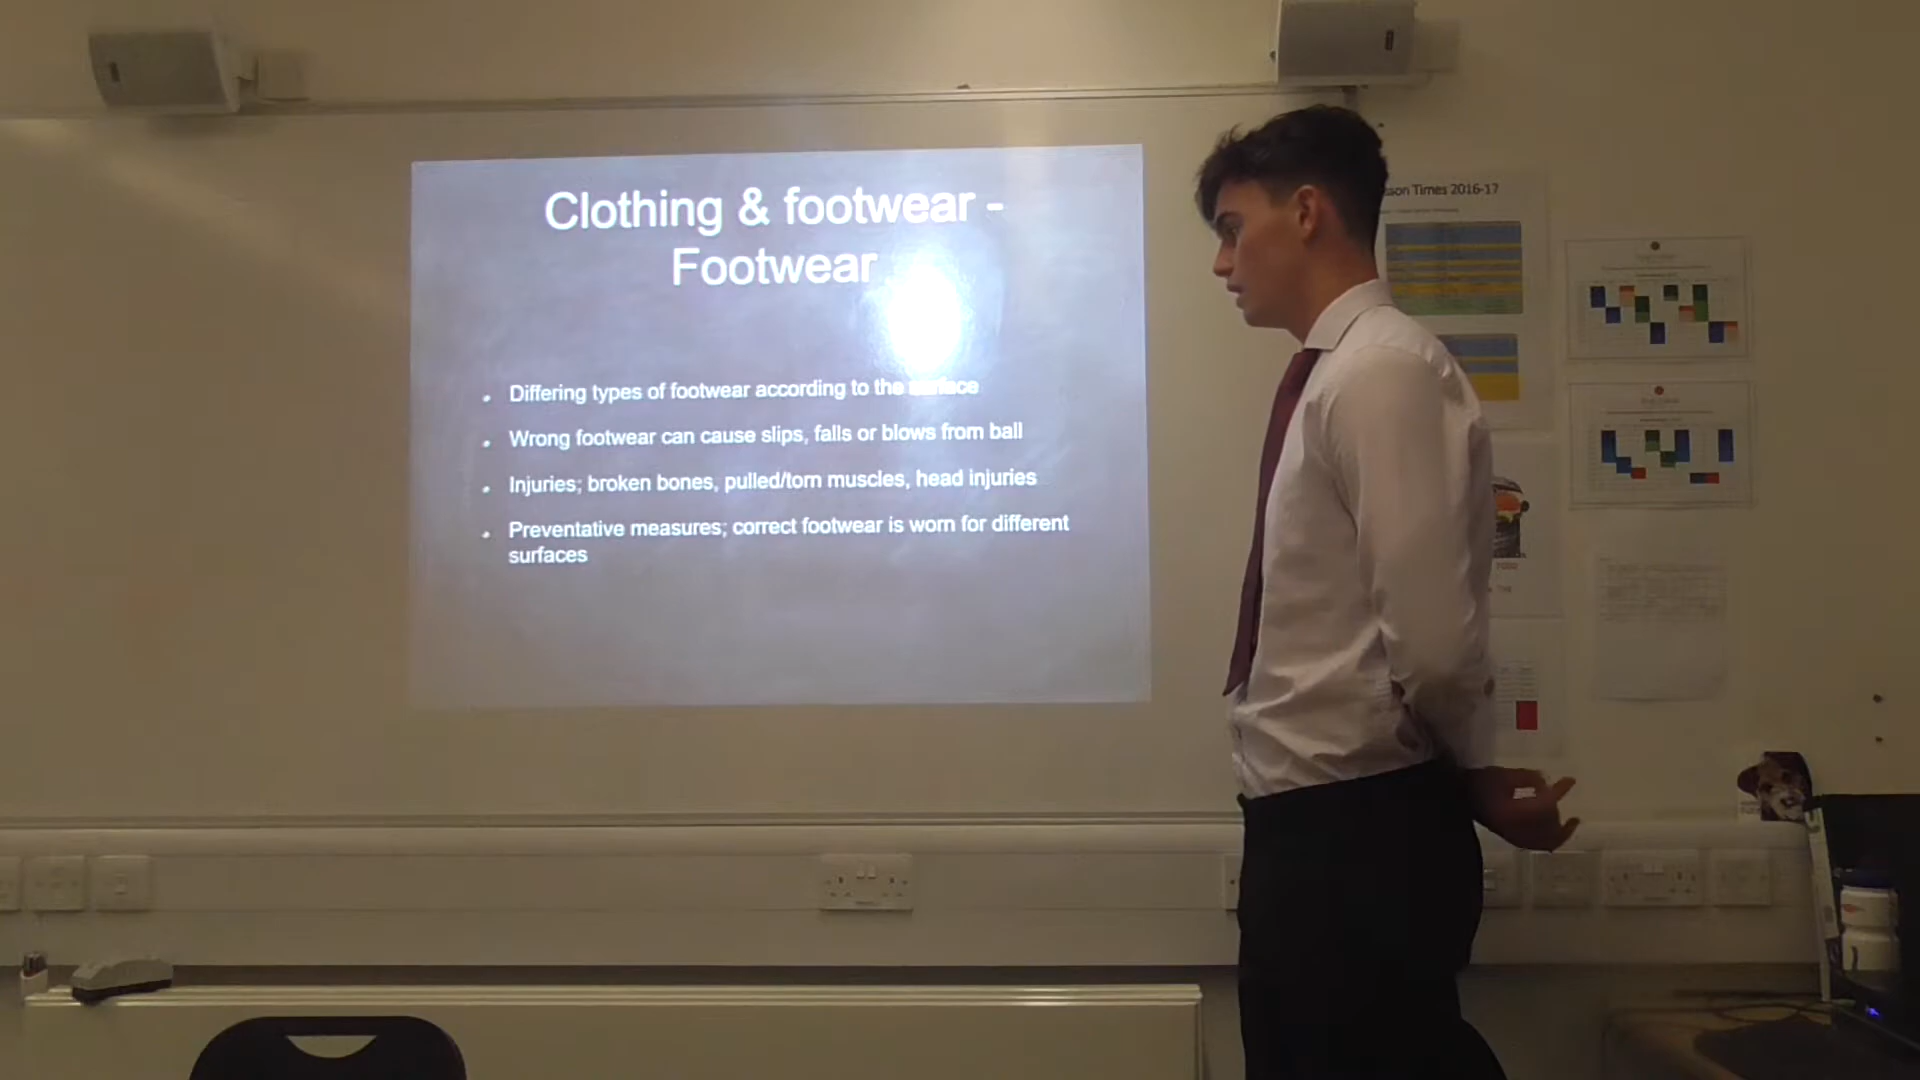 Clothing & footwear -
Footwear
Differing types of footwear according to the surface
Wrong footwear can cause slips, falls or blows from ball
Injuries; broken bones, pulled/torn muscles, head injuries
Preventative measures; correct footwear is worn for different
surfaces
Times 2016-17